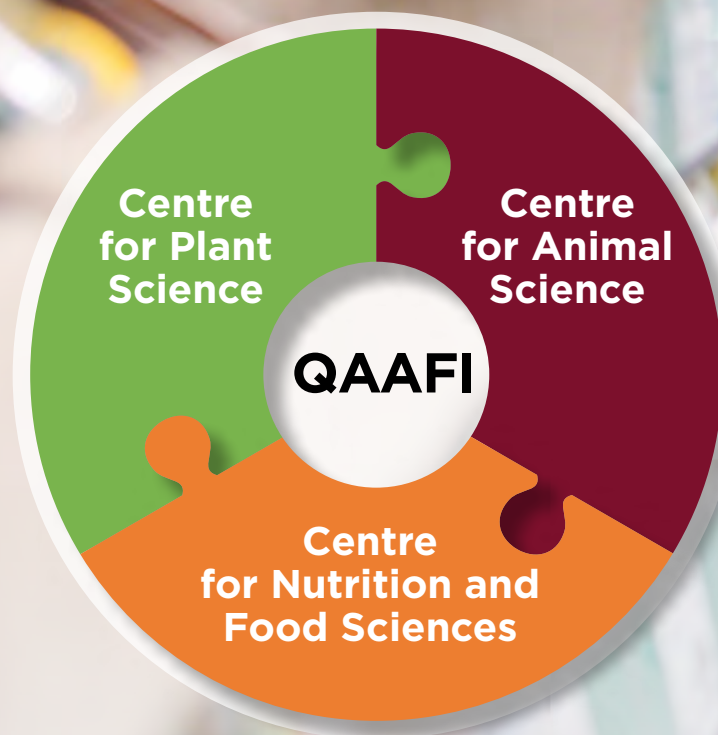 Centre
for Plant
Science
Centre
for Animal
Science
QAAFI
Centre
for Nutrition and
Food Sciences